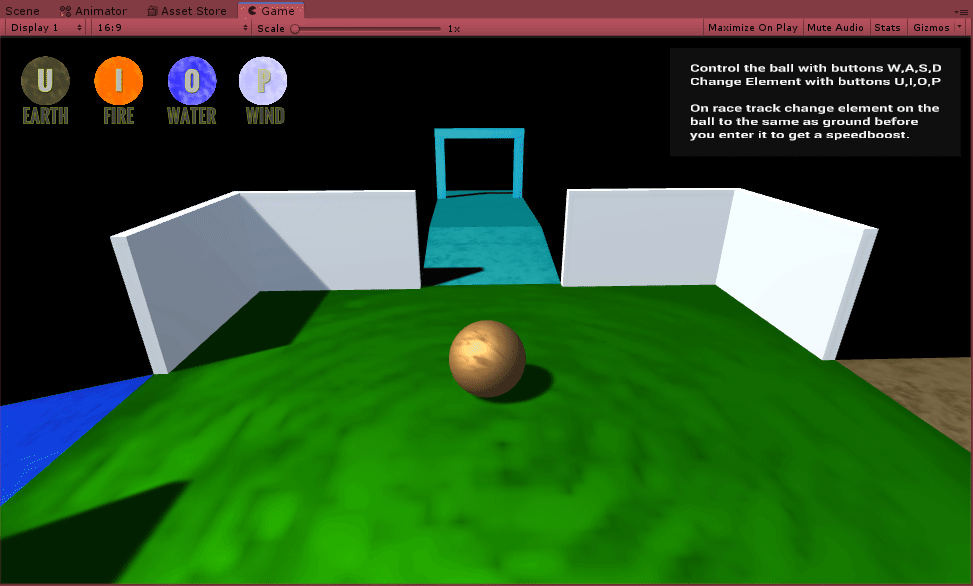 Scene Animator Asset Store Game
Display 1 16:9 Scale 1x Maximize On Play Mute Audio Stats Gizmos
U I O P
EARTH FIRE WATER WIND
Control the ball with buttons W,A,S,D
Change Element with buttons U,I,O,P
On race track change element on the
ball to the same as ground before
you enter it to get a speedboost.